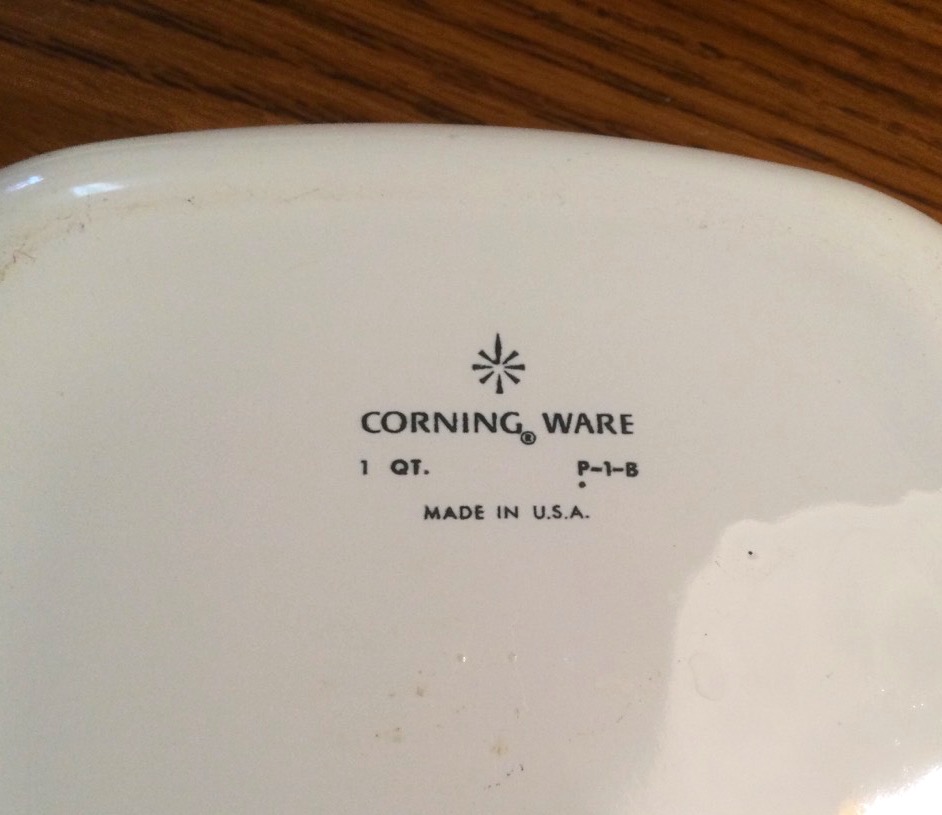 CORNING® WARE
1 QT. P-1-B
MADE IN U.S.A.